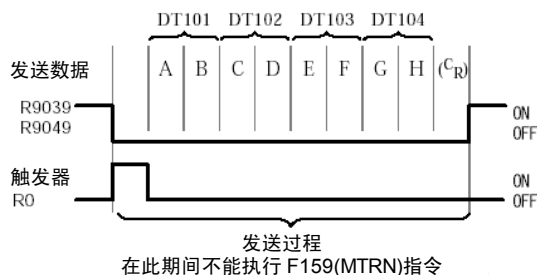 DT101 DT102 DT103 DT104
发送数据 A B C D E F G H (CR)
R9039 ON
R9049 OFF
触发器 ON
R0 OFF
发送过程
在此期间不能执行 F159(MTRN)指令